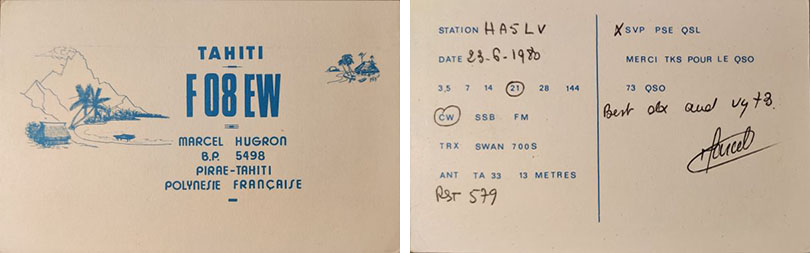 TAHITI
F08EW
MARCEL HUGRON
B.P. 5498
PIRAE-TAHITI
POLYNESIE FRANÇAISE
STATION HA5LV
DATE 23-6-1980
3,5 7 14 21 28 144
CW SSB FM
TRX SWAN 700S
ANT TA 33 13 METRES
RST 579
X SVP PSE QSL
MERCI TKS POUR LE QSO
73 QSO
Best dx and vy 73.
Marcel